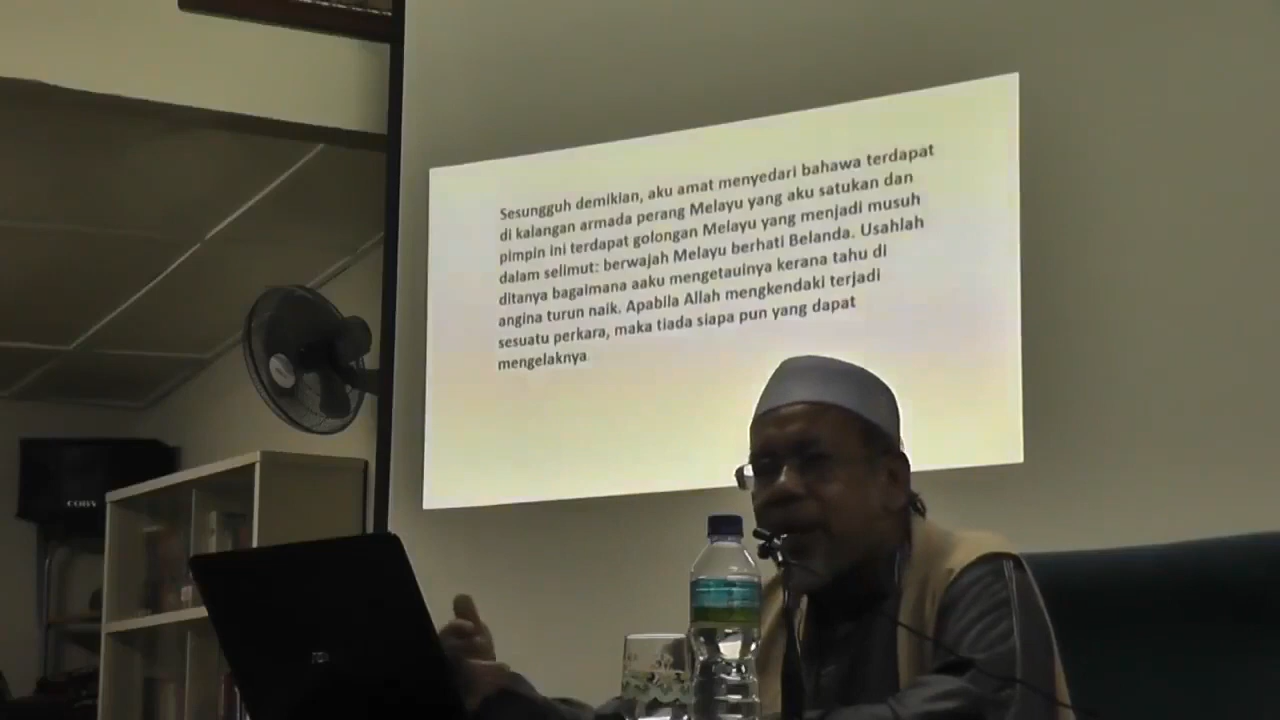 Sesungguh demikian, aku amat menyedari bahawa terdapat
di kalangan armada perang Melayu yang aku satukan dan
pimpin ini terdapat golongan Melayu yang menjadi musuh
dalam selimut: berwajah Melayu berhati Belanda. Usahlah
ditanya bagaimana aaku mengetauinya kerana tahu di
angina turun naik. Apabila Allah mengkendaki terjadi
sesuatu perkara, maka tiada siapa pun yang dapat
mengelaknya.
COBY
hp